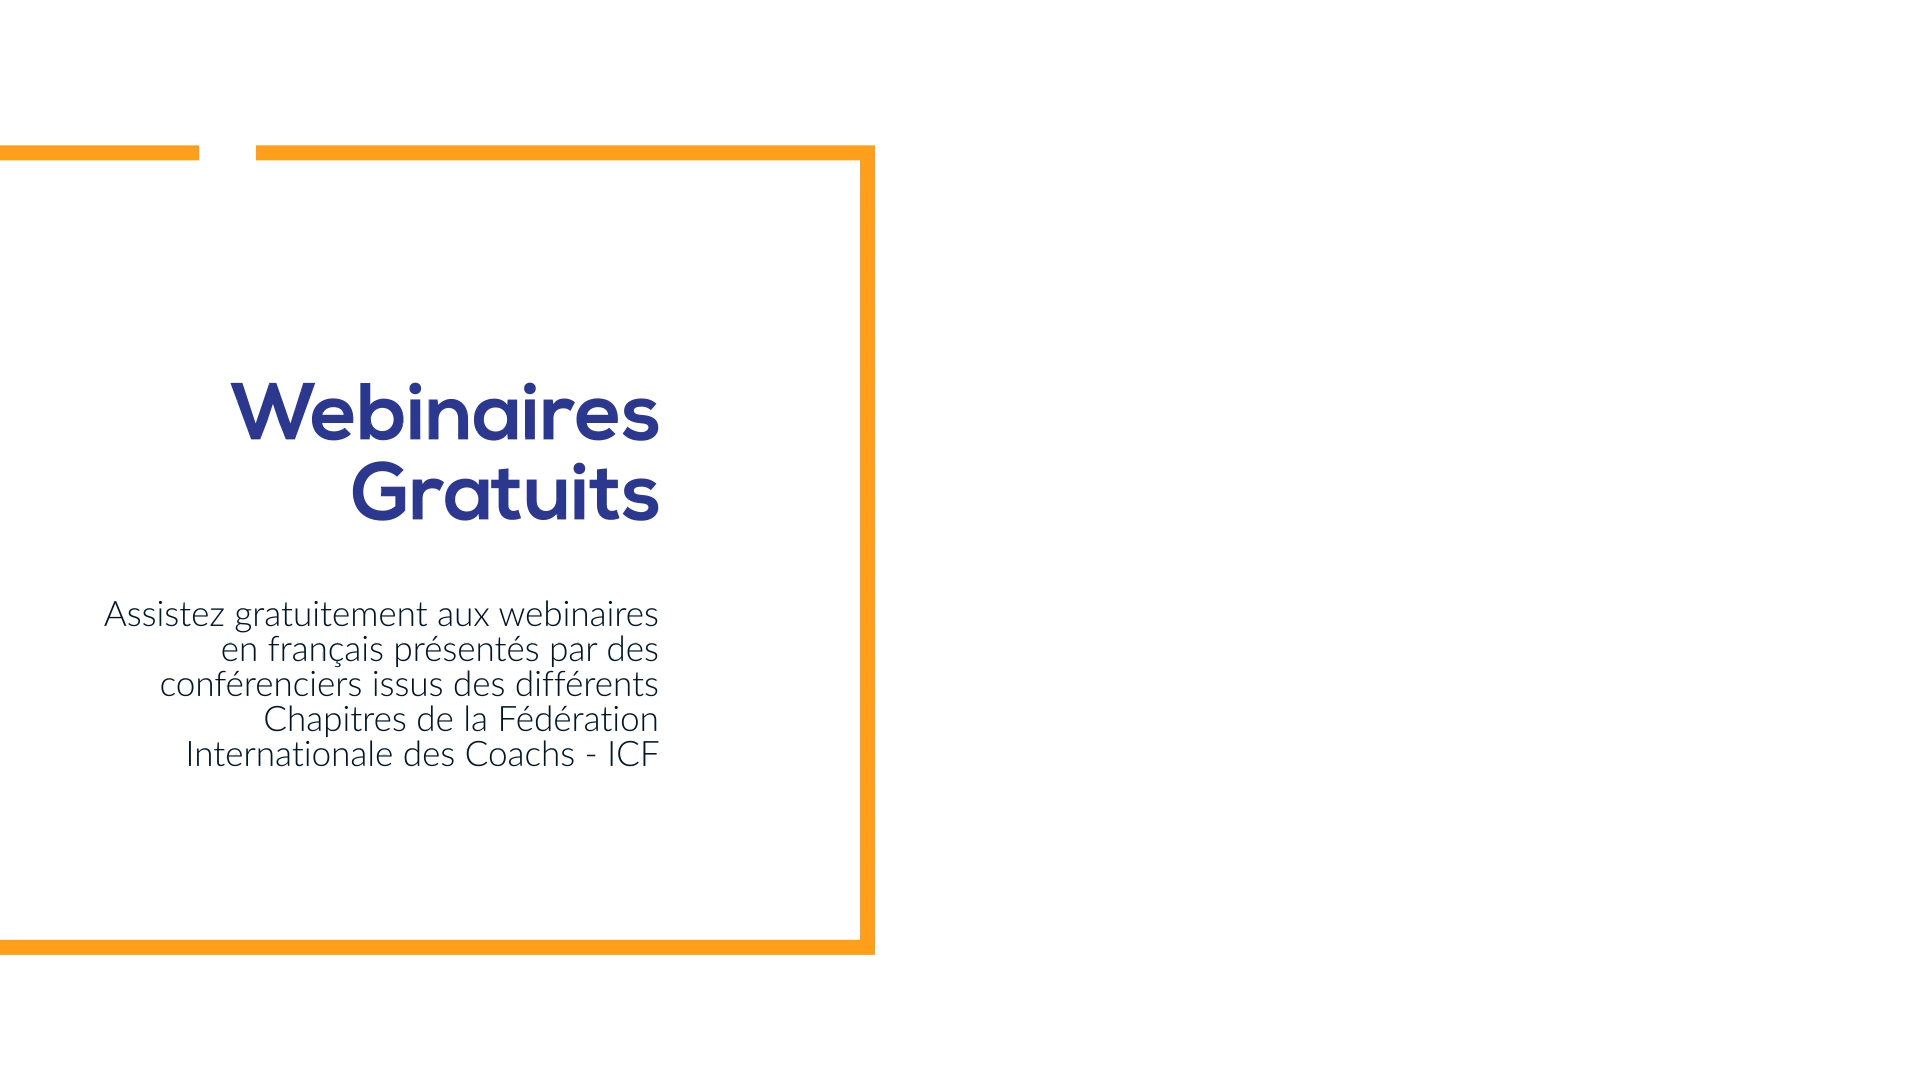 Webinaires
Gratuits
Assistez gratuitement aux webinaires
en français présentés par des
conférenciers issus des différents
Chapitres de la Fédération
Internationale des Coachs - ICF